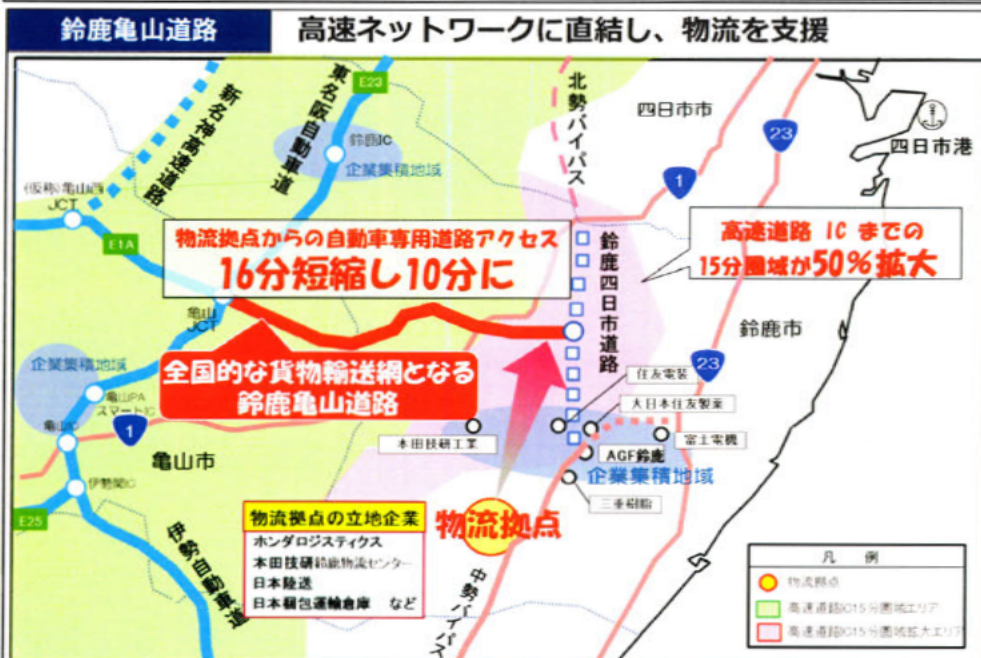 鈴鹿亀山道路
高速ネットワークに直結し、物流を支援
E23
新名神高速道路
東名阪自動車道
鈴鹿IC
企業集積地域
北勢バイパス
四日市市
23
1
四日市港
(仮称)亀山西
JCT
E1A
物流拠点からの自動車専用道路アクセス
16分短縮し10分に
高速道路 IC までの
15分圏域が50%拡大
鈴鹿四日市道路
亀山
JCT
鈴鹿市
企業集積地域
全国的な貨物輸送網となる
鈴鹿亀山道路
亀山PA
スマートIC
1
亀山IC
23
住友電装
大日本住友製薬
本田技研工業
富士電機
AGF鈴鹿
企業集積地域
三重樹脂
亀山市
伊勢関IC
E25
伊勢自動車道
物流拠点の立地企業
ホンダロジスティクス
本田技研鈴鹿物流センター
日本陸送
日本梱包運輸倉庫 など
物流拠点
中勢バイパス
凡 例
物流拠点
高速道路IC15分圏域エリア
高速道路IC15分圏域拡大エリア